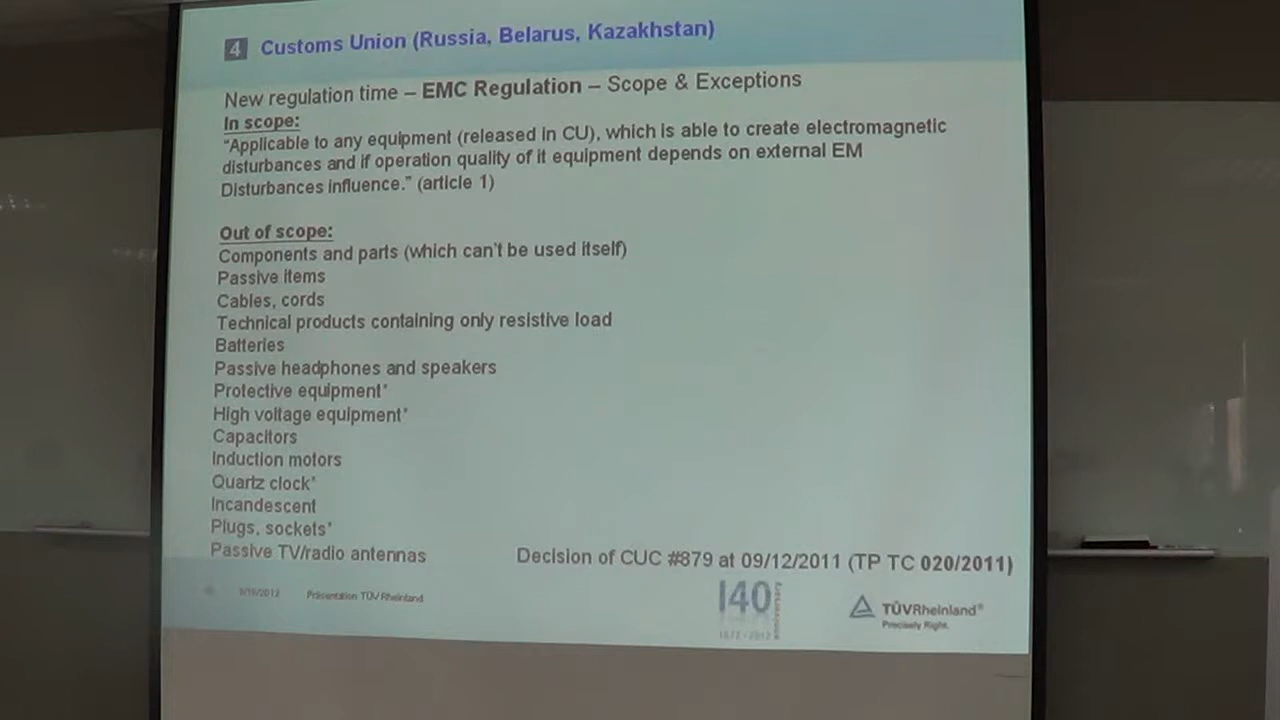 4 Customs Union (Russia, Belarus, Kazakhstan)
New regulation time – EMC Regulation – Scope & Exceptions
In scope:
“Applicable to any equipment (released in CU), which is able to create electromagnetic
disturbances and if operation quality of it equipment depends on external EM
Disturbances influence.” (article 1)
Out of scope:
Components and parts (which can't be used itself)
Passive items
Cables, cords
Technical products containing only resistive load
Batteries
Passive headphones and speakers
Protective equipment*
High voltage equipment*
Capacitors
Induction motors
Quartz clock*
Incandescent
Plugs, sockets*
Passive TV/radio antennas
Decision of CUC #879 at 09/12/2011 (TP TC 020/2011)
Präsentation TÜV Rheinland
140
1872 - 2012
TÜVRheinland®
Precisely Right.